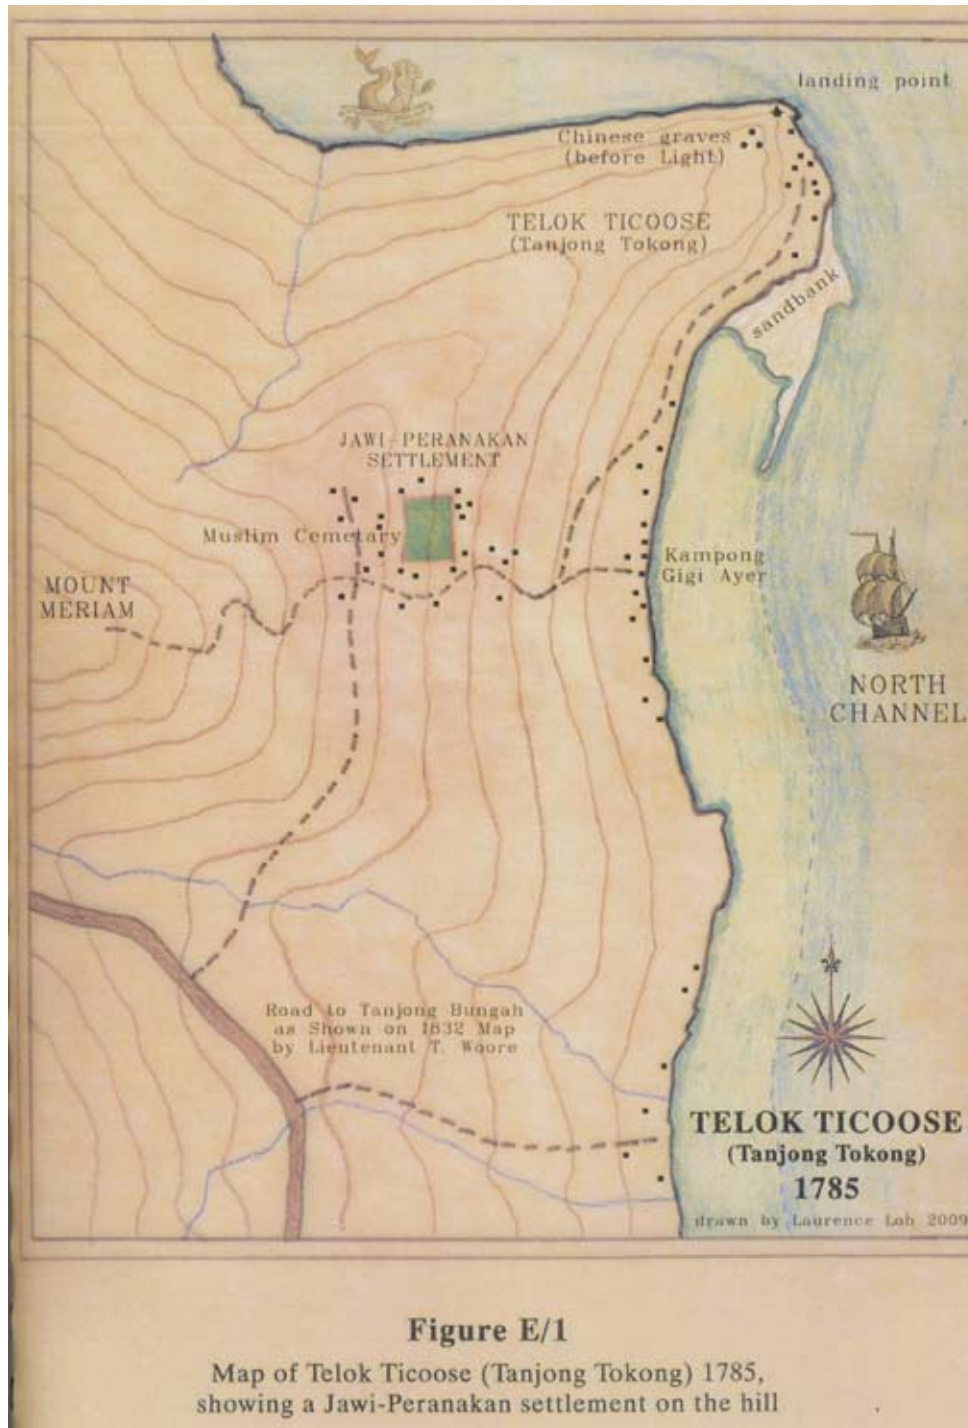 landing point
Chinese graves
(before Light)
TELOK TICOOSE
(Tanjong Tokong)
sandbank
JAWI-PERANAKAN
SETTLEMENT
Muslim Cemetary
Kampong
Gigi Ayer
MOUNT
MERIAM
NORTH
CHANNEL
Road to Tanjong Bungah
as Shown on 1832 Map
by Lieutenant T. Woore
TELOK TICOOSE
(Tanjong Tokong)
1785
drawn by Laurence Loh 2009
Figure E/1
Map of Telok Ticoose (Tanjong Tokong) 1785,
showing a Jawi-Peranakan settlement on the hill